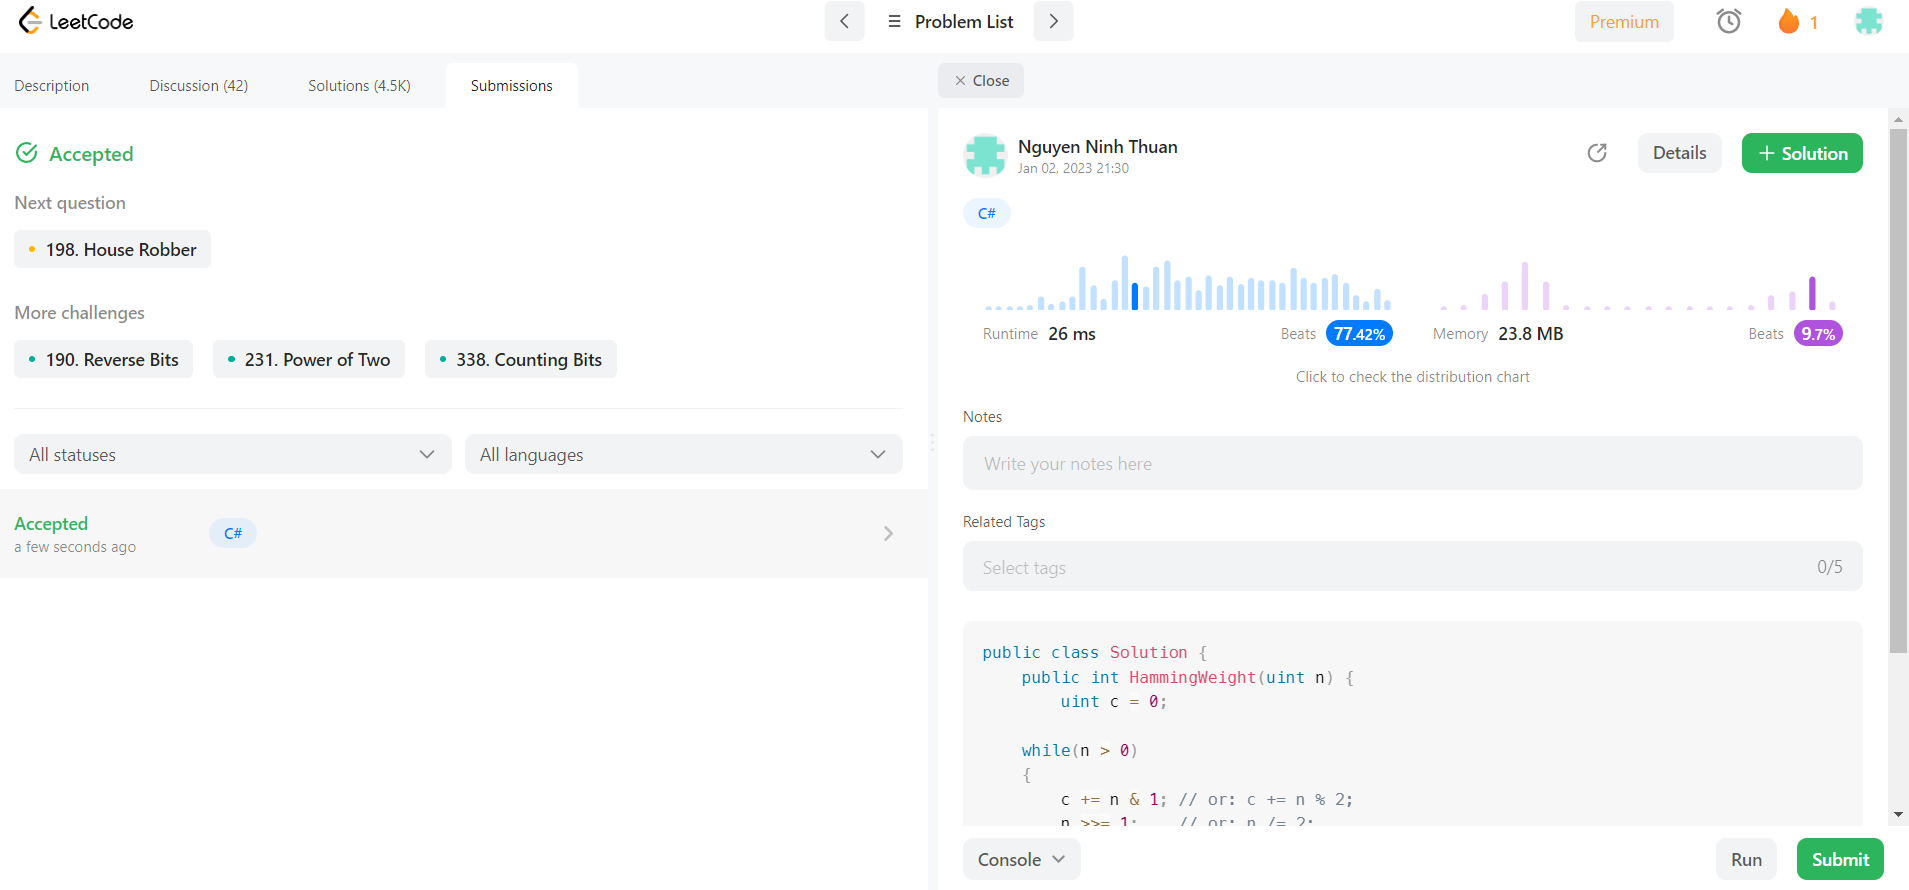 LeetCode
Problem List
Premium
1
Description
Discussion (42)
Solutions (4.5K)
Submissions
Close
Accepted
Next question
198. House Robber
More challenges
190. Reverse Bits
231. Power of Two
338. Counting Bits
All statuses
All languages
Accepted
a few seconds ago
C#
Nguyen Ninh Thuan
Jan 02, 2023 21:30
Details
+ Solution
C#
Runtime 26 ms
Beats 77.42%
Memory 23.8 MB
Beats 9.7%
Click to check the distribution chart
Notes
Write your notes here
Related Tags
Select tags
0/5
public class Solution {
public int HammingWeight(uint n) {
uint c = 0;
while(n > 0)
{
c += n & 1; // or: c += n % 2;
n >>= 1; // or: n /= 2;
Console
Run
Submit